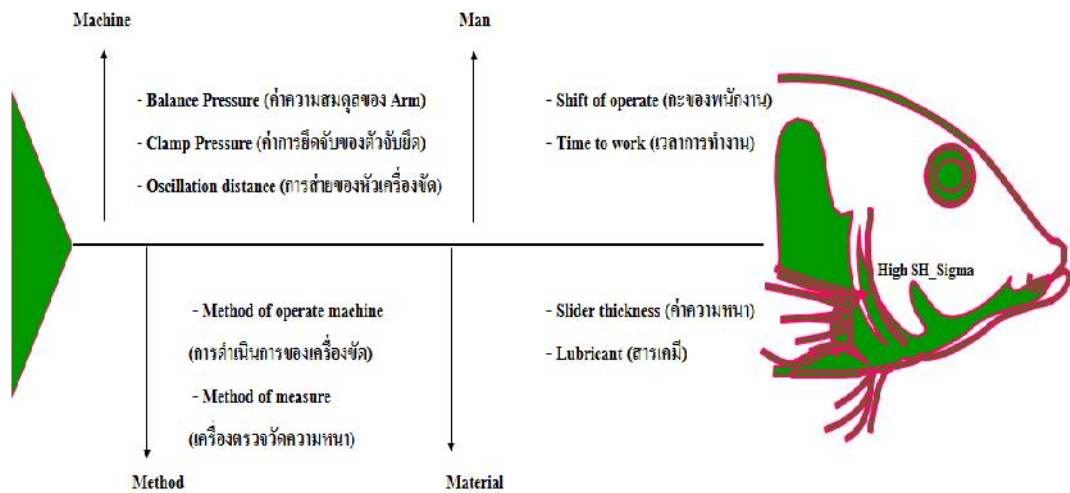 Machine
Man
- Balance Pressure (ค่าความสมดุลของ Arm)
- Clamp Pressure (ค่าการยึดจับของตัวจับยึด)
- Oscillation distance (การส่ายของหัวเครื่องขัด)
- Shift of operate (กะของพนักงาน)
- Time to work (เวลาการทำงาน)
High SH_Sigma
- Method of operate machine
(การดำเนินการของเครื่องขัด)
- Method of measure
(เครื่องตรวจวัดความหนา)
- Slider thickness (ค่าความหนา)
- Lubricant (สารเคมี)
Method
Material